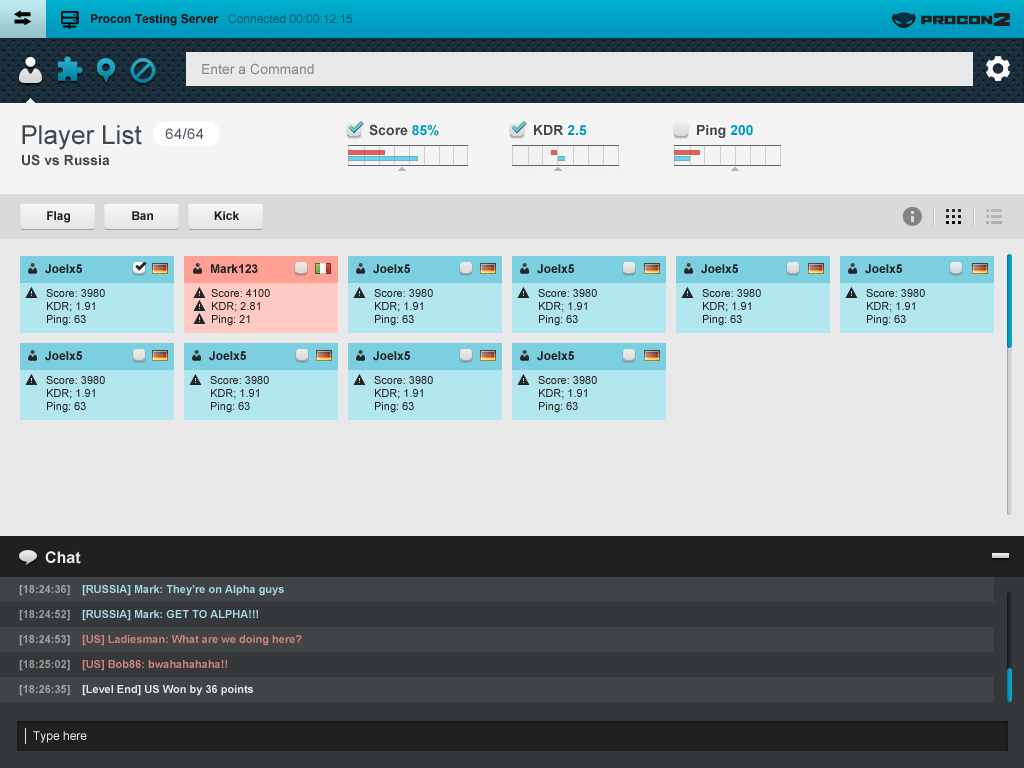 Procon Testing Server Connected 00:00:12:15
PROCON2
Enter a Command
Player List 64/64
US vs Russia
Score 85%
KDR 2.5
Ping 200
Flag
Ban
Kick
Joelx5
Score: 3980
KDR; 1.91
Ping: 63
Mark123
Score: 4100
KDR; 2.81
Ping: 21
Joelx5
Score: 3980
KDR; 1.91
Ping: 63
Joelx5
Score: 3980
KDR; 1.91
Ping: 63
Joelx5
Score: 3980
KDR; 1.91
Ping: 63
Joelx5
Score: 3980
KDR; 1.91
Ping: 63
Joelx5
Score: 3980
KDR; 1.91
Ping: 63
Joelx5
Score: 3980
KDR; 1.91
Ping: 63
Joelx5
Score: 3980
KDR; 1.91
Ping: 63
Joelx5
Score: 3980
KDR; 1.91
Ping: 63
Chat
[18:24:36] [RUSSIA] Mark: They're on Alpha guys
[18:24:52] [RUSSIA] Mark: GET TO ALPHA!!!
[18:24:53] [US] Ladiesman: What are we doing here?
[18:25:02] [US] Bob86: bwahahahaha!!
[18:26:35] [Level End] US Won by 36 points
Type here